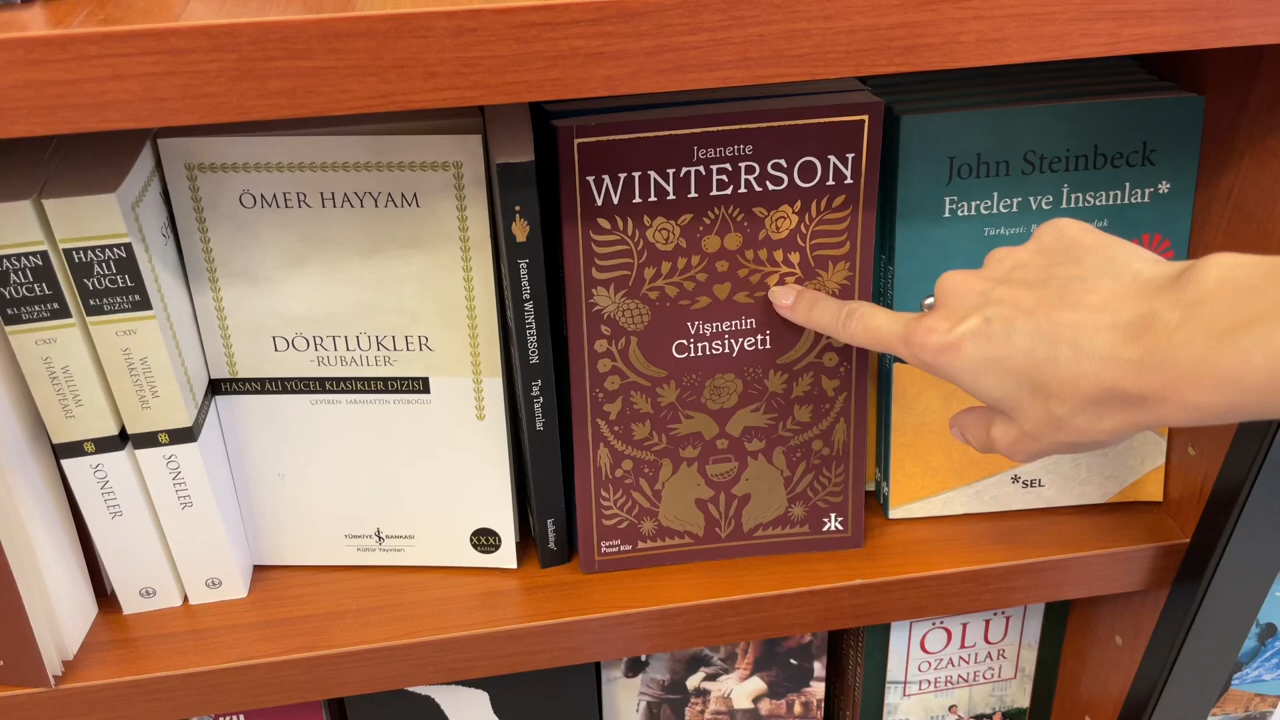 HASAN
ÂLİ
YÜCEL
KLASİKLER
DİZİSİ
CXIV
WILLIAM
SHAKESPEARE
SONELER
HASAN
ÂLİ
YÜCEL
KLASİKLER
DİZİSİ
CXIV
WILLIAM
SHAKESPEARE
SONELER
ÖMER HAYYAM
DÖRTLÜKLER
-RUBAİLER-
HASAN ÂLİ YÜCEL KLASİKLER DİZİSİ
ÇEVİREN: SABAHATTİN EYÜBOĞLU
TÜRKİYE İŞ BANKASI
Kültür Yayınları
XXXI.
BASIM
Jeanette WINTERSON Taş Tanrılar
kafkakitap
Jeanette
WINTERSON
Vişnenin
Cinsiyeti
Çeviri
Pınar Kür
John Steinbeck
Fareler ve İnsanlar*
Türkçesi:
*SEL
ÖLÜ
OZANLAR
DERNEĞİ